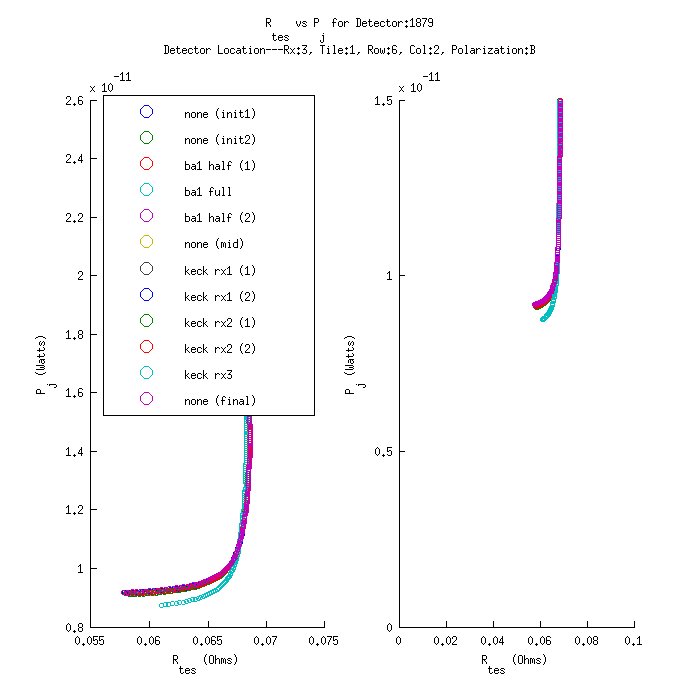 R    vs P  for Detector:1879
tes    j
Detector Location---Rx:3, Tile:1, Row:6, Col:2, Polarization:B
x 10^-11
x 10^-11
2.6
2.4
2.2
2
1.8
1.6
1.4
1.2
1
0.8
P_j (Watts)
none (init1)
none (init2)
ba1 half (1)
ba1 full
ba1 half (2)
none (mid)
keck rx1 (1)
keck rx1 (2)
keck rx2 (1)
keck rx2 (2)
keck rx3
none (final)
0.055 0.06 0.065 0.07 0.075
R_tes (Ohms)
1.5
1
0.5
0
P_j (Watts)
0 0.02 0.04 0.06 0.08 0.1
R_tes (Ohms)